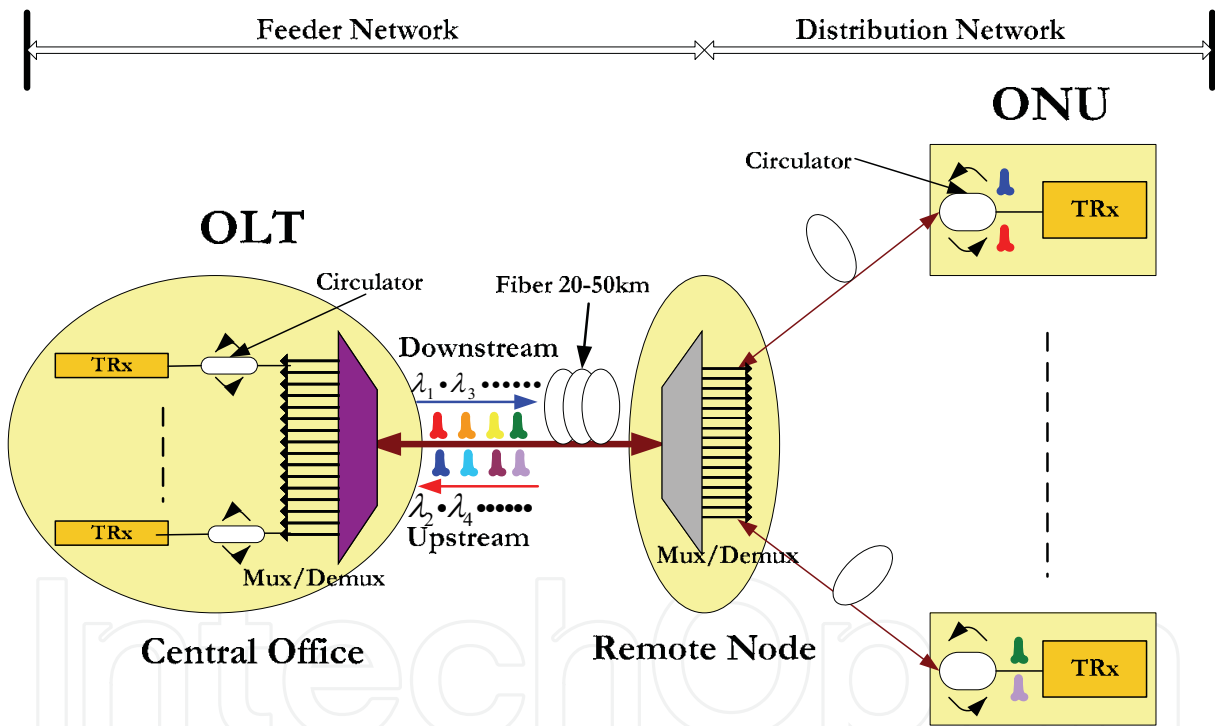 Feeder Network
Distribution Network
ONU
Circulator
TRx
OLT
Circulator
Fiber 20-50km
TRx
Downstream
λ1 • λ3 ••••••
λ2 • λ4 ••••••
Upstream
TRx
Mux/Demux
Mux/Demux
Central Office
Remote Node
TRx
IntechOpen